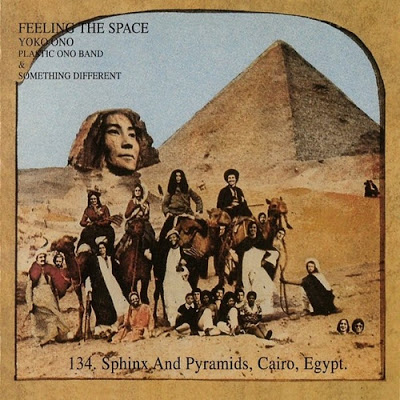 FEELING THE SPACE
YOKO ONO
PLASTIC ONO BAND
&
SOMETHING DIFFERENT
134. Sphinx And Pyramids, Cairo, Egypt.